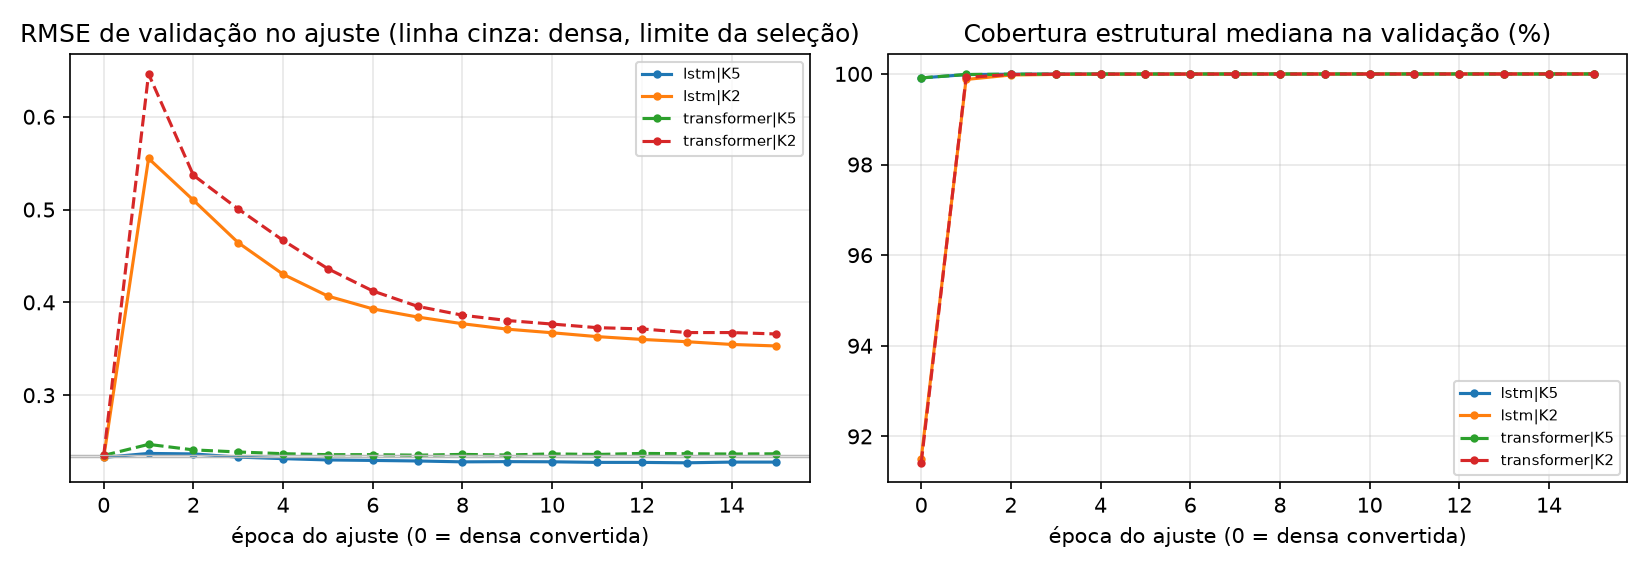 RMSE de validação no ajuste (linha cinza: densa, limite da seleção)
0.6
0.5
0.4
0.3
lstm|K5
lstm|K2
transformer|K5
transformer|K2
0 2 4 6 8 10 12 14
época do ajuste (0 = densa convertida)
Cobertura estrutural mediana na validação (%)
100
98
96
94
92
lstm|K5
lstm|K2
transformer|K5
transformer|K2
0 2 4 6 8 10 12 14
época do ajuste (0 = densa convertida)